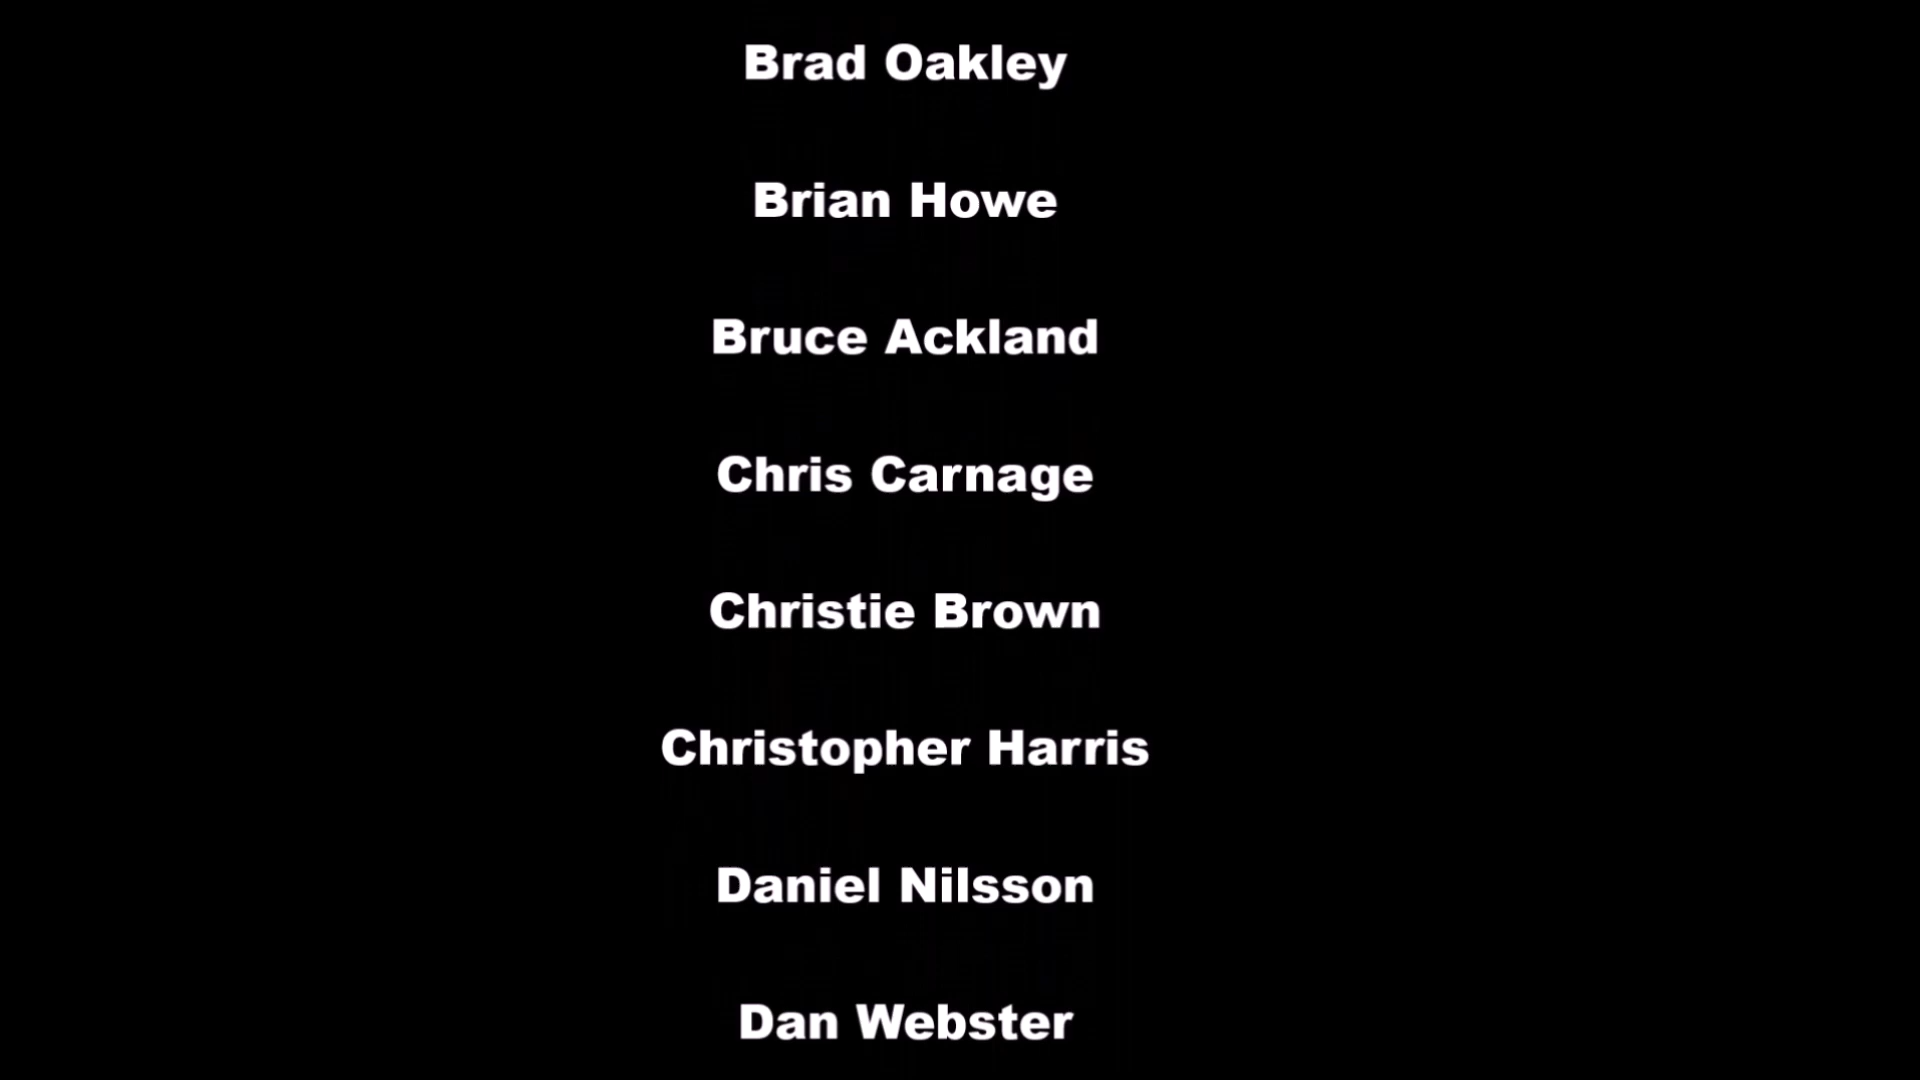 Brad Oakley
Brian Howe
Bruce Ackland
Chris Carnage
Christie Brown
Christopher Harris
Daniel Nilsson
Dan Webster